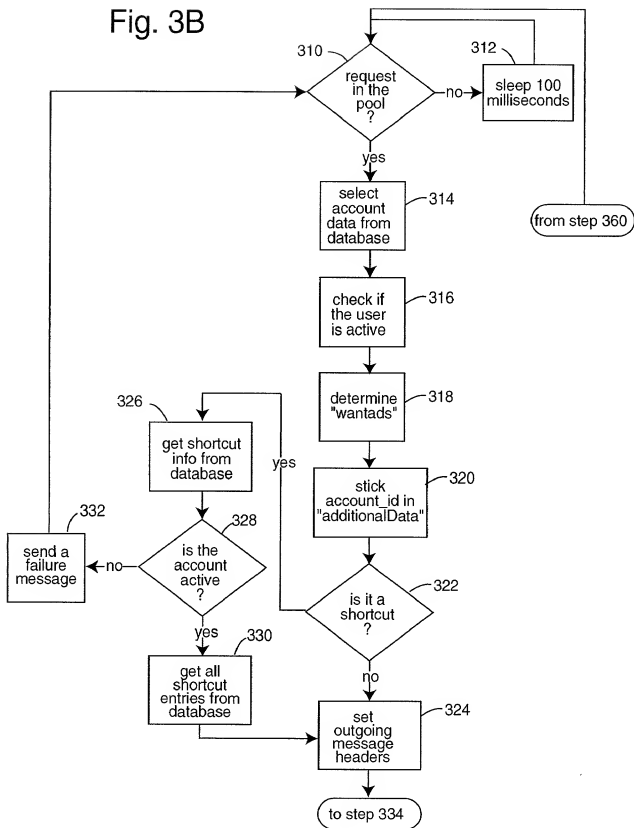 Fig. 3B
310
request
in the
pool
?
312
sleep 100
milliseconds
no
yes
from step 360
314
select
account
data from
database
316
check if
the user
is active
318
determine
"wantads"
320
stick
account_id in
"additionalData"
322
is it a
shortcut
?
yes
no
326
get shortcut
info from
database
328
is the
account
active
?
no
332
send a
failure
message
yes
330
get all
shortcut
entries from
database
324
set
outgoing
message
headers
to step 334